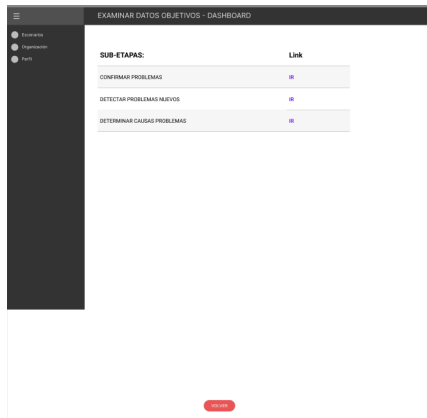 EXAMINAR DATOS OBJETIVOS - DASHBOARD
Escenarios
Organización
Perfil
SUB-ETAPAS: Link
CONFIRMAR PROBLEMAS IR
DETECTAR PROBLEMAS NUEVOS IR
DETERMINAR CAUSAS PROBLEMAS IR
VOLVER